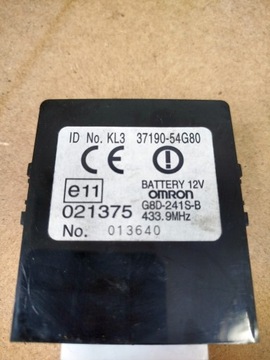 ID No. KL3 37190-54G80
CE
e11 BATTERY 12V
OMRON
021375 G8D-241S-B
433.9MHz
No. 013640